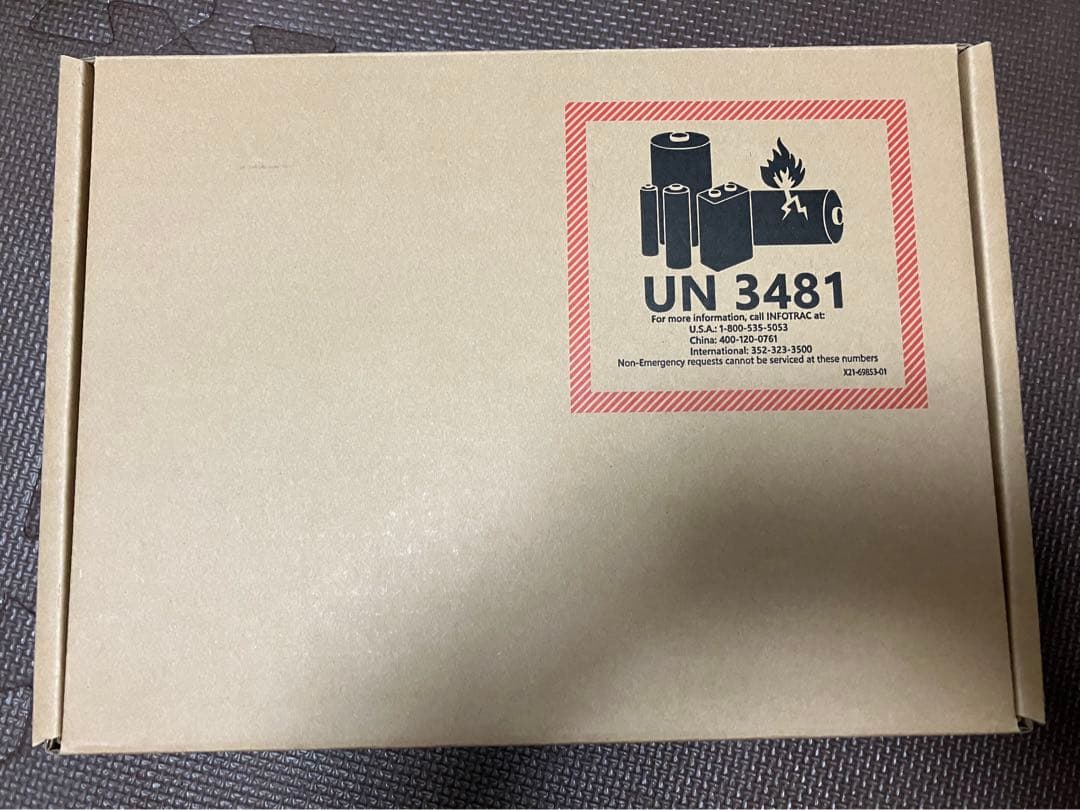 UN 3481
For more information, call INFOTRAC at:
U.S.A.: 1-800-535-5053
China: 400-120-0761
International: 352-323-3500
Non-Emergency requests cannot be serviced at these numbers
X21-69853-01